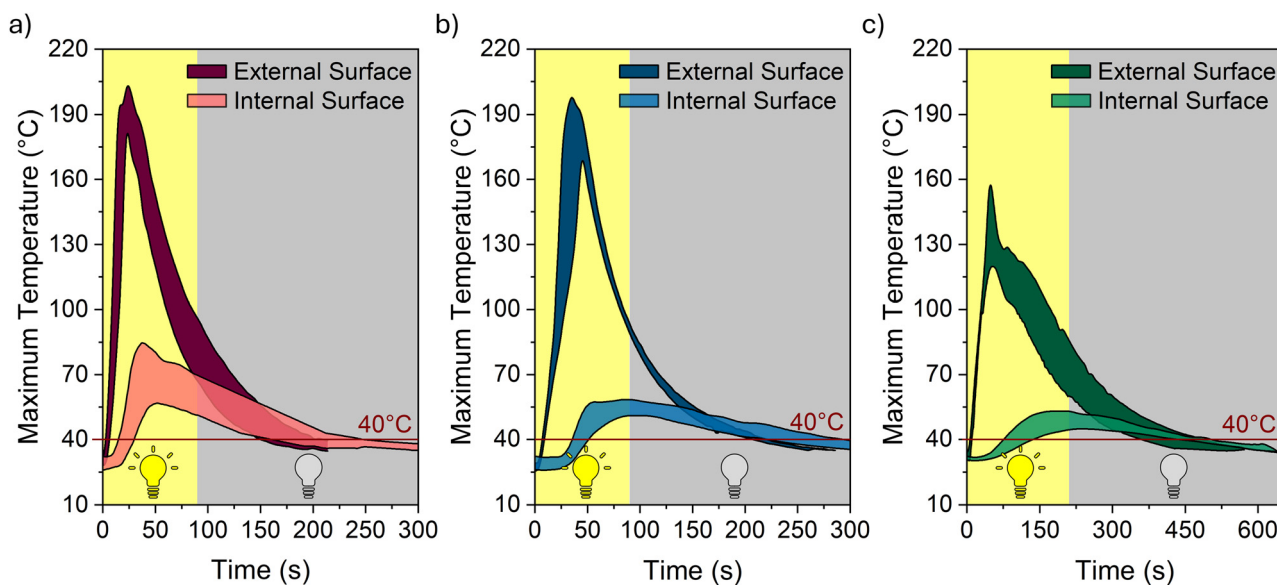 a)
220
190
160
130
100
70
40
10
Maximum Temperature (°C)
External Surface
Internal Surface
40°C
0 50 100 150 200 250 300
Time (s)
b)
220
190
160
130
100
70
40
10
Maximum Temperature (°C)
External Surface
Internal Surface
40°C
0 50 100 150 200 250 300
Time (s)
c)
220
190
160
130
100
70
40
10
Maximum Temperature (°C)
External Surface
Internal Surface
40°C
0 150 300 450 600
Time (s)